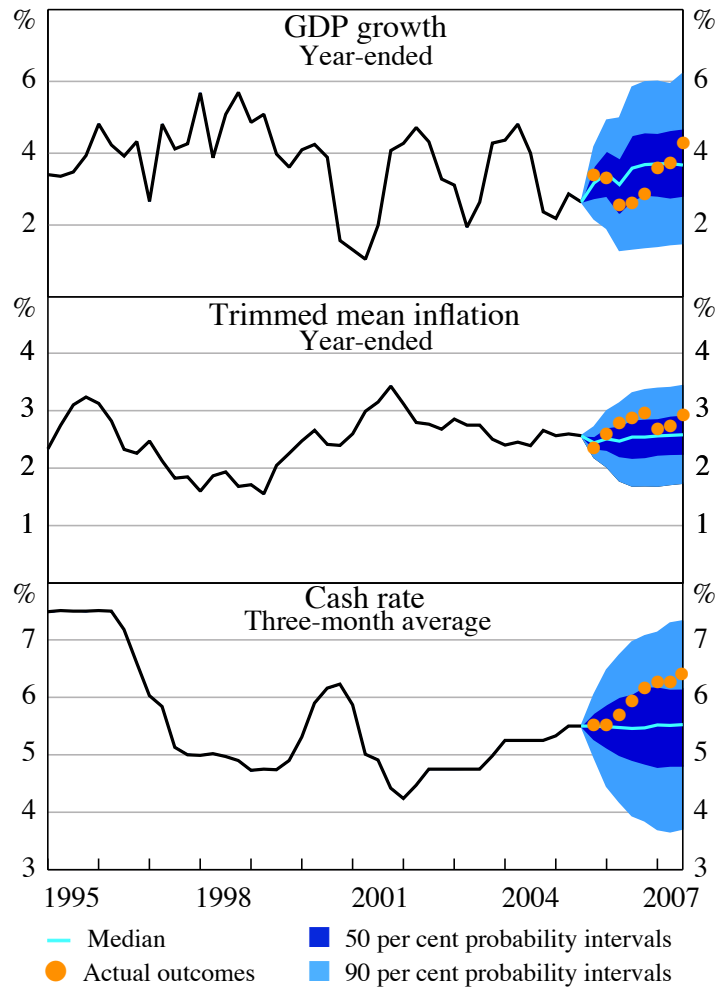 GDP growth
Year-ended
% %
6 6
4 4
2 2
Trimmed mean inflation
Year-ended
% %
4 4
3 3
2 2
1 1
Cash rate
Three-month average
% %
7 7
6 6
5 5
4 4
3 3
1995 1998 2001 2004 2007
Median
50 per cent probability intervals
Actual outcomes
90 per cent probability intervals